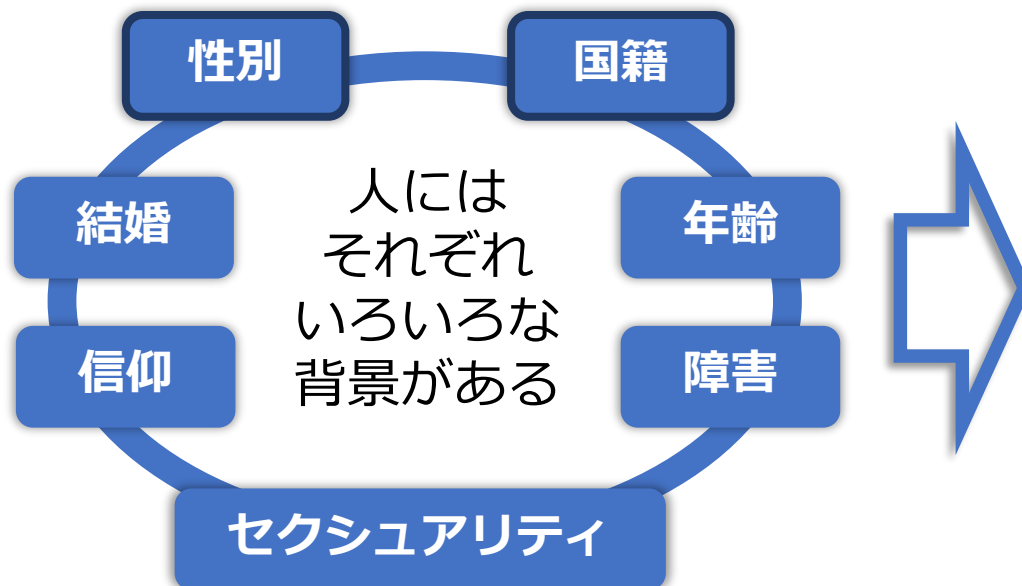 性別
国籍
人には
結婚
年齢
それぞれ
いろいろな
信仰
障害
背景がある
セクシュアリティ